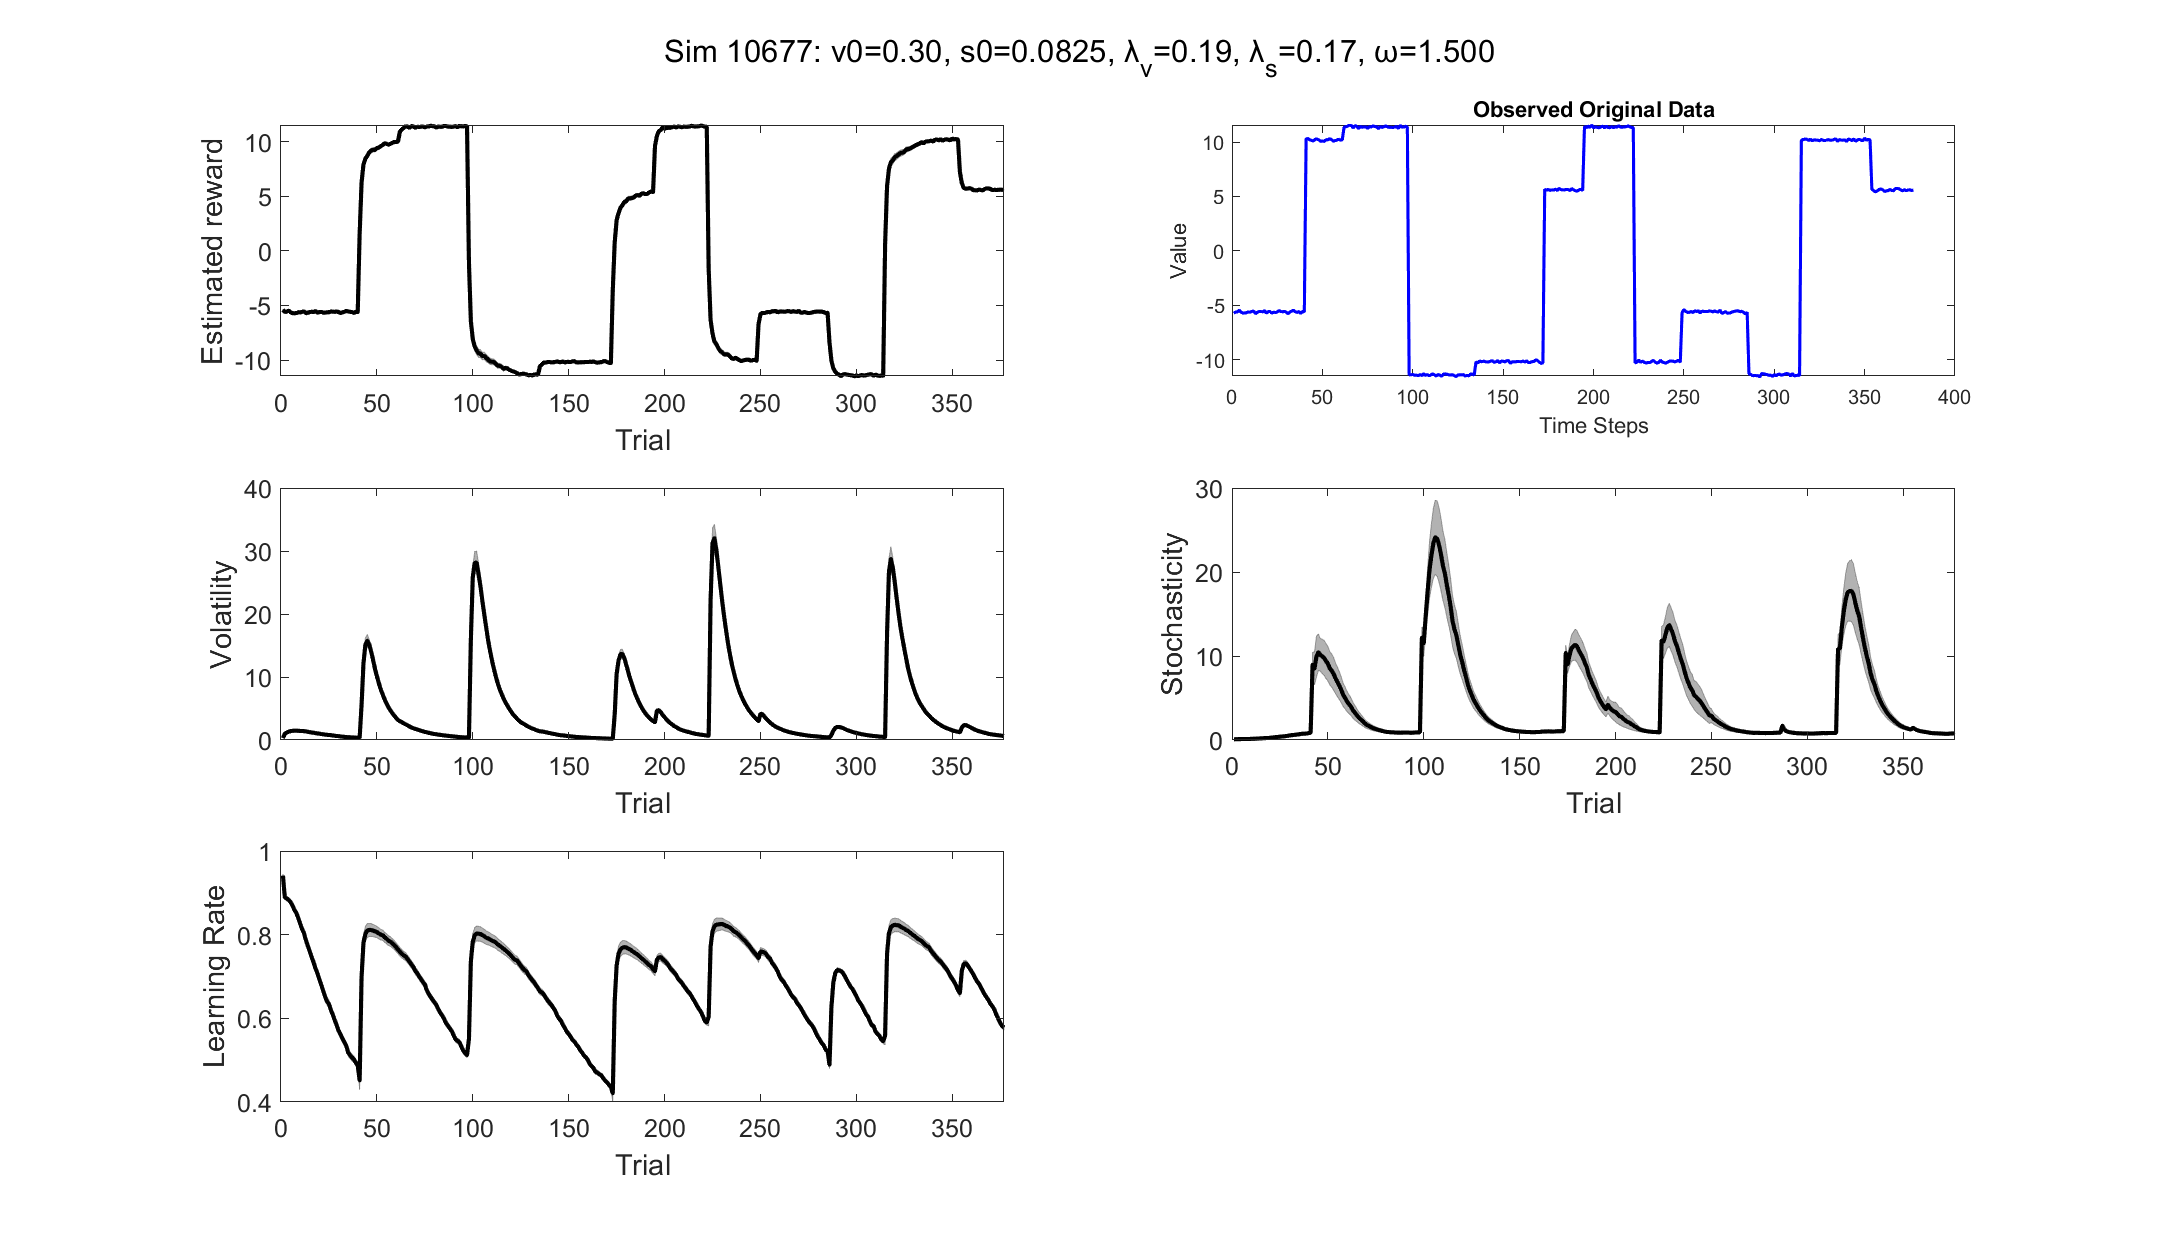 Sim 10677: v0=0.30, s0=0.0825, λ_v=0.19, λ_s=0.17, ω=1.500
Estimated reward
10
5
0
-5
-10
0 50 100 150 200 250 300 350
Trial
Observed Original Data
Value
10
5
0
-5
-10
0 50 100 150 200 250 300 350 400
Time Steps
Volatility
40
30
20
10
0
0 50 100 150 200 250 300 350
Trial
Stochasticity
30
20
10
0
0 50 100 150 200 250 300 350
Trial
Learning Rate
1
0.8
0.6
0.4
0 50 100 150 200 250 300 350
Trial